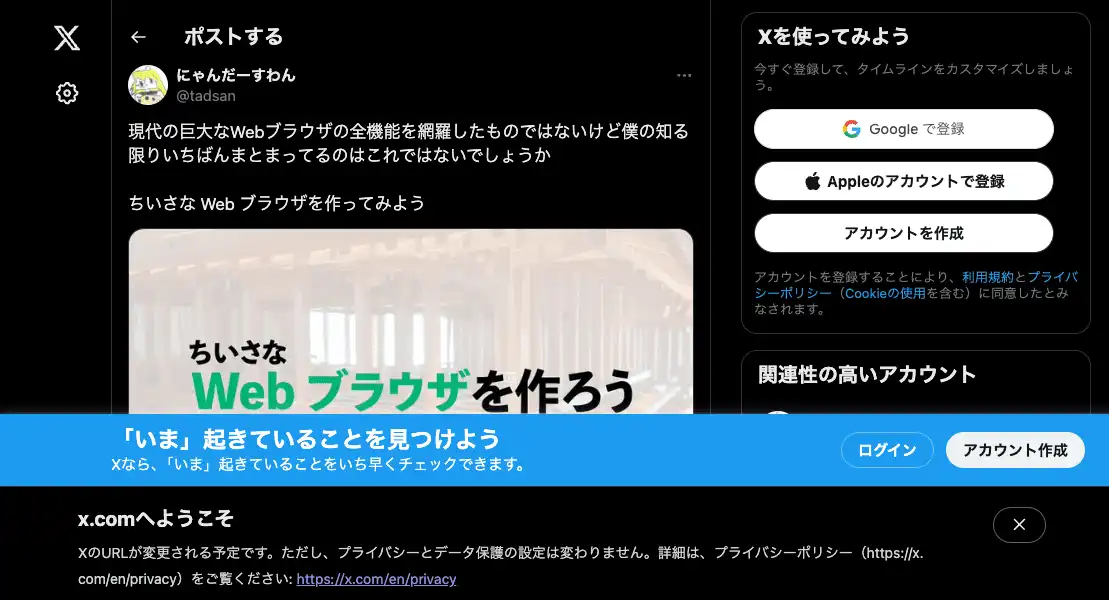 ポストする
にゃんだーすわん
@tadsan
現代の巨大なWebブラウザの全機能を網羅したものではないけど僕の知る
限りいちばんまとまってるのはこれではないでしょうか
ちいさな Web ブラウザを作ってみよう
ちいさな
Web ブラウザを作ろう
Xを使ってみよう
今すぐ登録して、タイムラインをカスタマイズしましょ
う。
Google で登録
Appleのアカウントで登録
アカウントを作成
アカウントを登録することにより、利用規約とプライバ
シーポリシー（Cookieの使用を含む）に同意したとみ
なされます。
関連性の高いアカウント
「いま」起きていることを見つけよう
Xなら、「いま」起きていることをいち早くチェックできます。
ログイン
アカウント作成
x.comへようこそ
XのURLが変更される予定です。ただし、プライバシーとデータ保護の設定は変わりません。詳細は、プライバシーポリシー（https://x.
com/en/privacy）をご覧ください: https://x.com/en/privacy